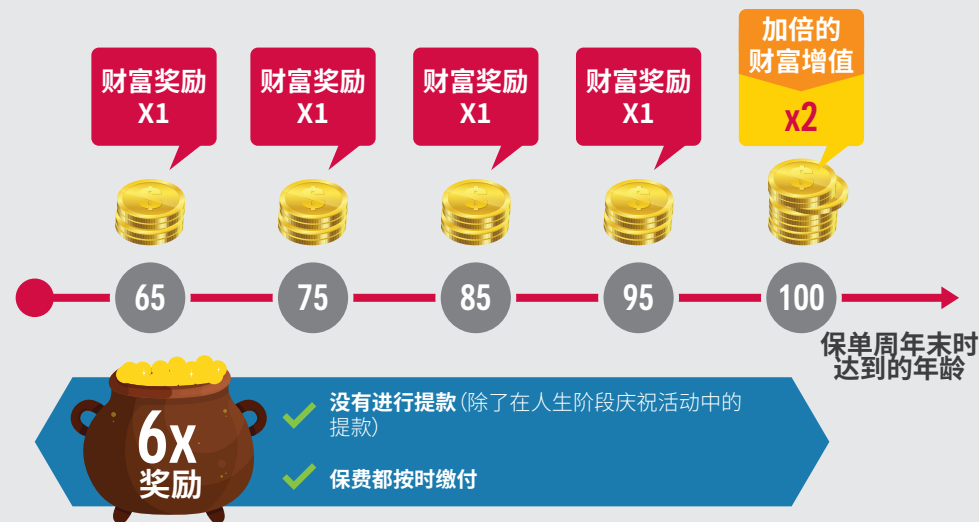 财富奖励
X1
财富奖励
X1
财富奖励
X1
财富奖励
X1
加倍的
财富增值
x2
65
75
85
95
100
保单周年末时
达到的年龄
6x
奖励
没有进行提款(除了在人生阶段庆祝活动中的
提款)
保费都按时缴付